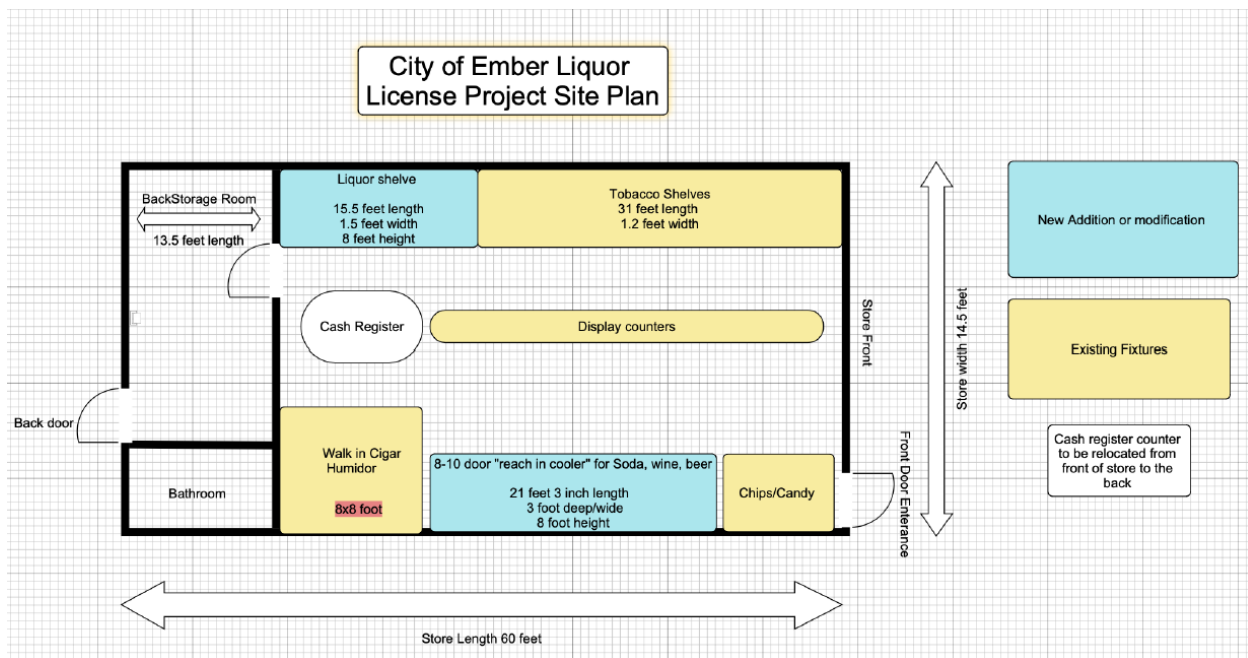 City of Ember Liquor
License Project Site Plan
BackStorage Room
13.5 feet length
Liquor shelve
15.5 feet length
1.5 feet width
8 feet height
Tobacco Shelves
31 feet length
1.2 feet width
New Addition or modification
Cash Register
Display counters
Store Front
Store width 14.5 feet
Existing Fixtures
Back door
Walk in Cigar
Humidor
8x8 foot
8-10 door "reach in cooler" for Soda, wine, beer
21 feet 3 inch length
3 foot deep/wide
8 foot height
Chips/Candy
Front Door Enterance
Cash register counter
to be relocated from
front of store to the
back
Bathroom
Store Length 60 feet